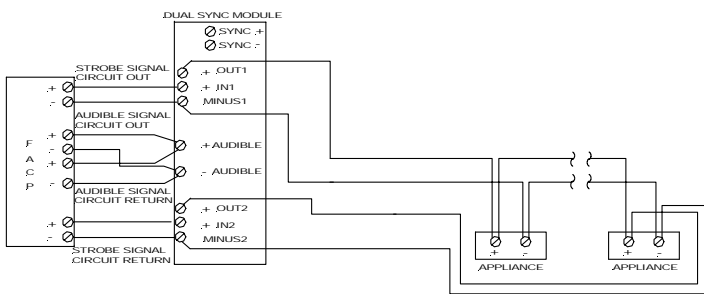 DUAL SYNC MODULE
SYNC +
SYNC -
STROBE SIGNAL
CIRCUIT OUT
+ OUT1
+ IN1
MINUS1
+
-
AUDIBLE SIGNAL
CIRCUIT OUT
F
A
C
P
+
-
+
-
+ AUDIBLE
- AUDIBLE
AUDIBLE SIGNAL
CIRCUIT RETURN
+ OUT2
+ IN2
MINUS2
+
-
STROBE SIGNAL
CIRCUIT RETURN
+ -
APPLIANCE
+ -
APPLIANCE